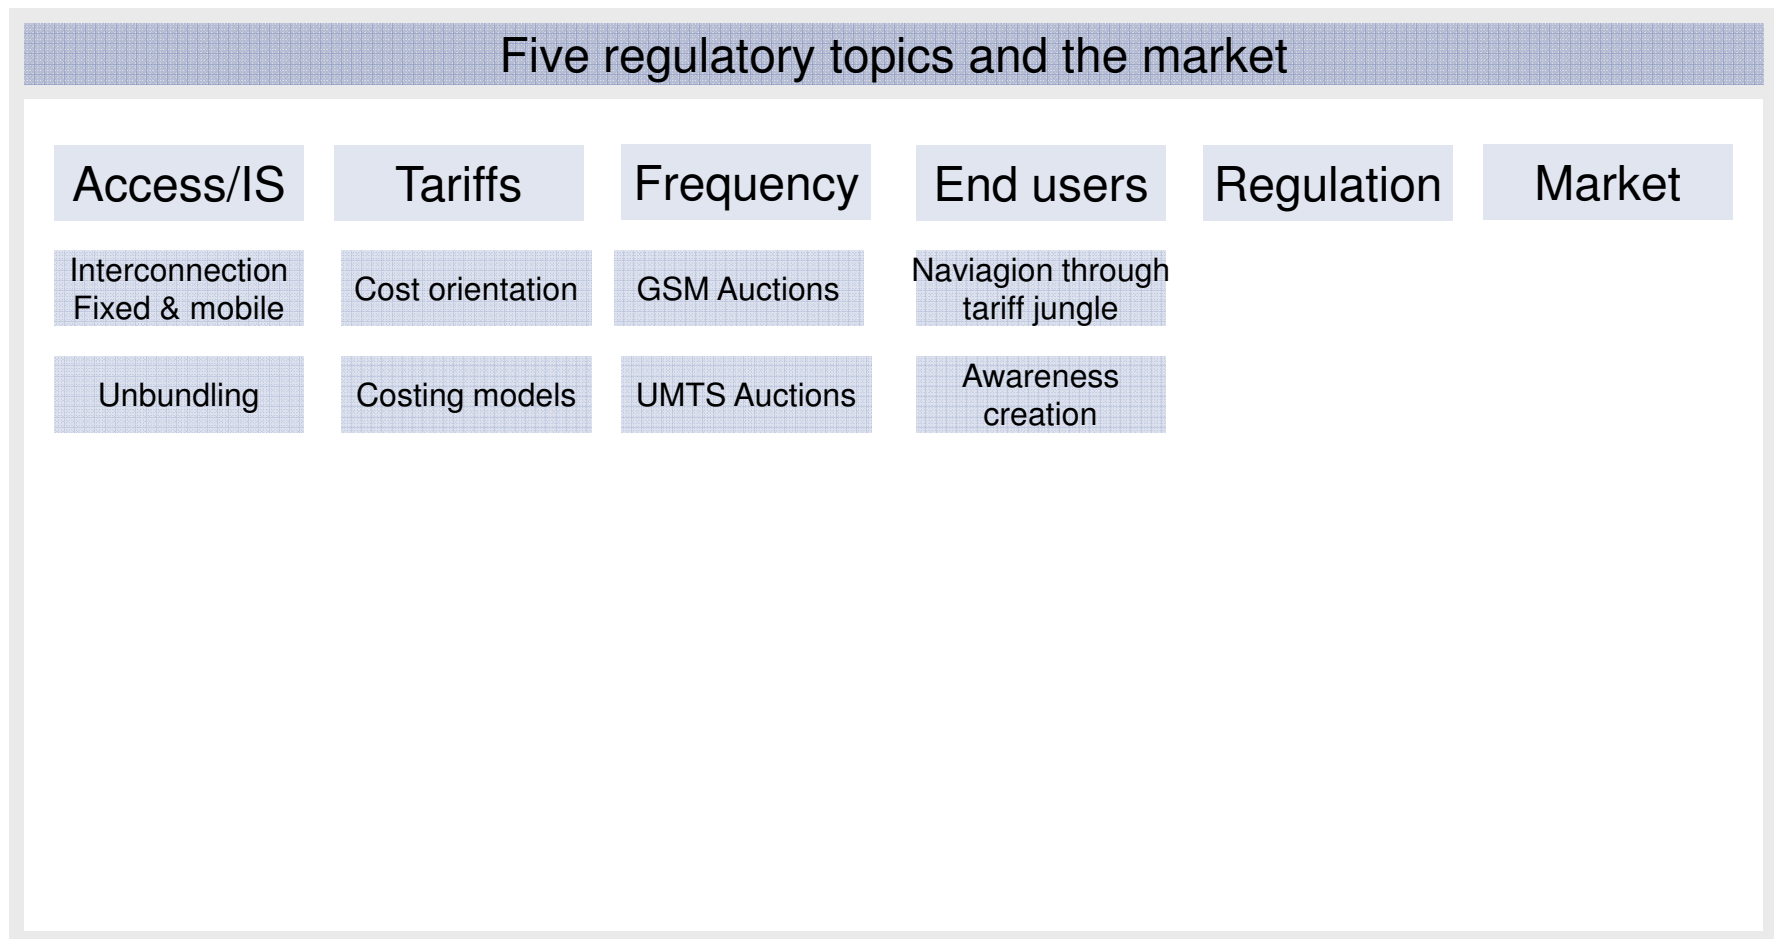 Five regulatory topics and the market
Access/IS
Tariffs
Frequency
End users
Regulation
Market
Interconnection
Fixed & mobile
Cost orientation
GSM Auctions
Naviagion through
tariff jungle
Unbundling
Costing models
UMTS Auctions
Awareness
creation